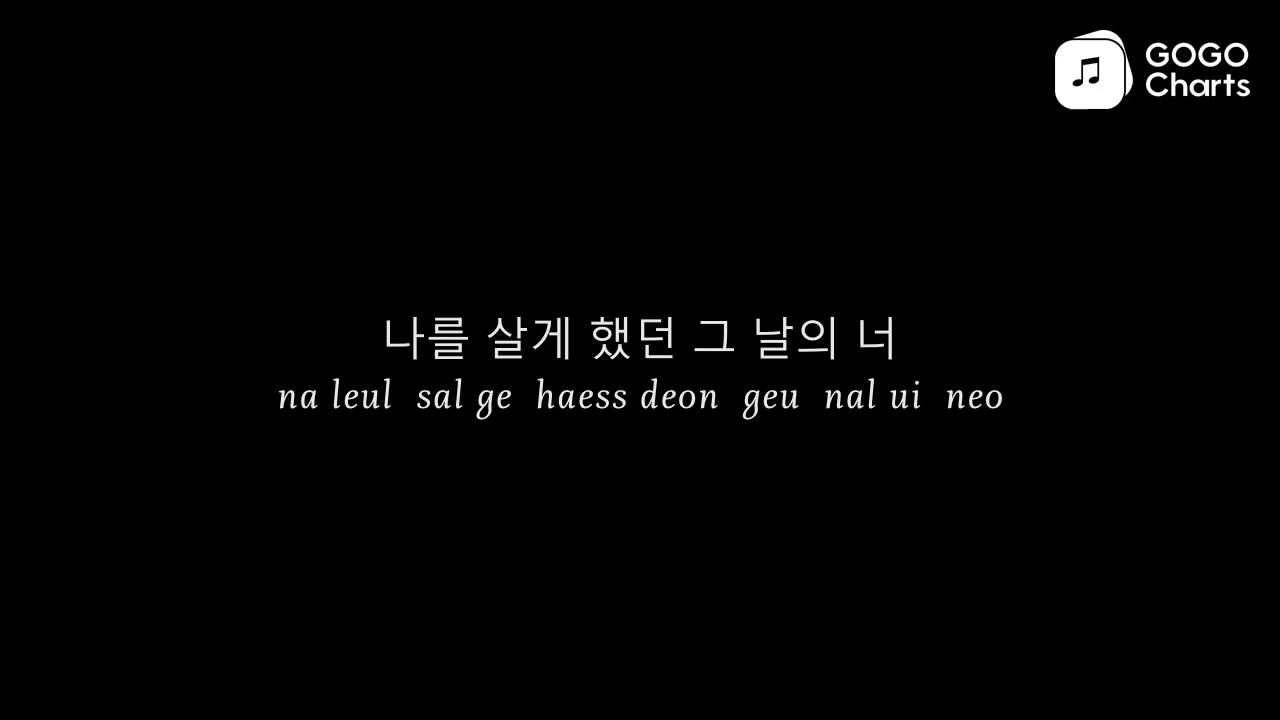 GOGO
Charts
나를 살게 했던 그 날의 너
na leul sal ge haess deon geu nal ui neo